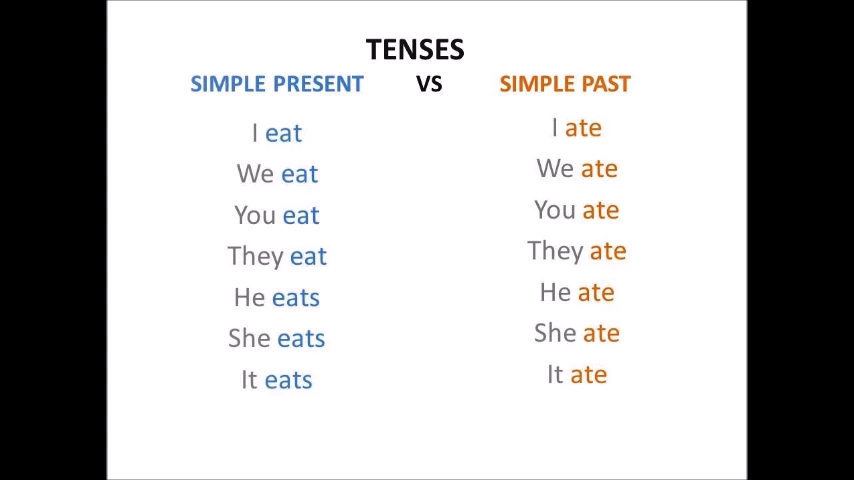 TENSES
SIMPLE PRESENT VS SIMPLE PAST
I eat I ate
We eat We ate
You eat You ate
They eat They ate
He eats He ate
She eats She ate
It eats It ate